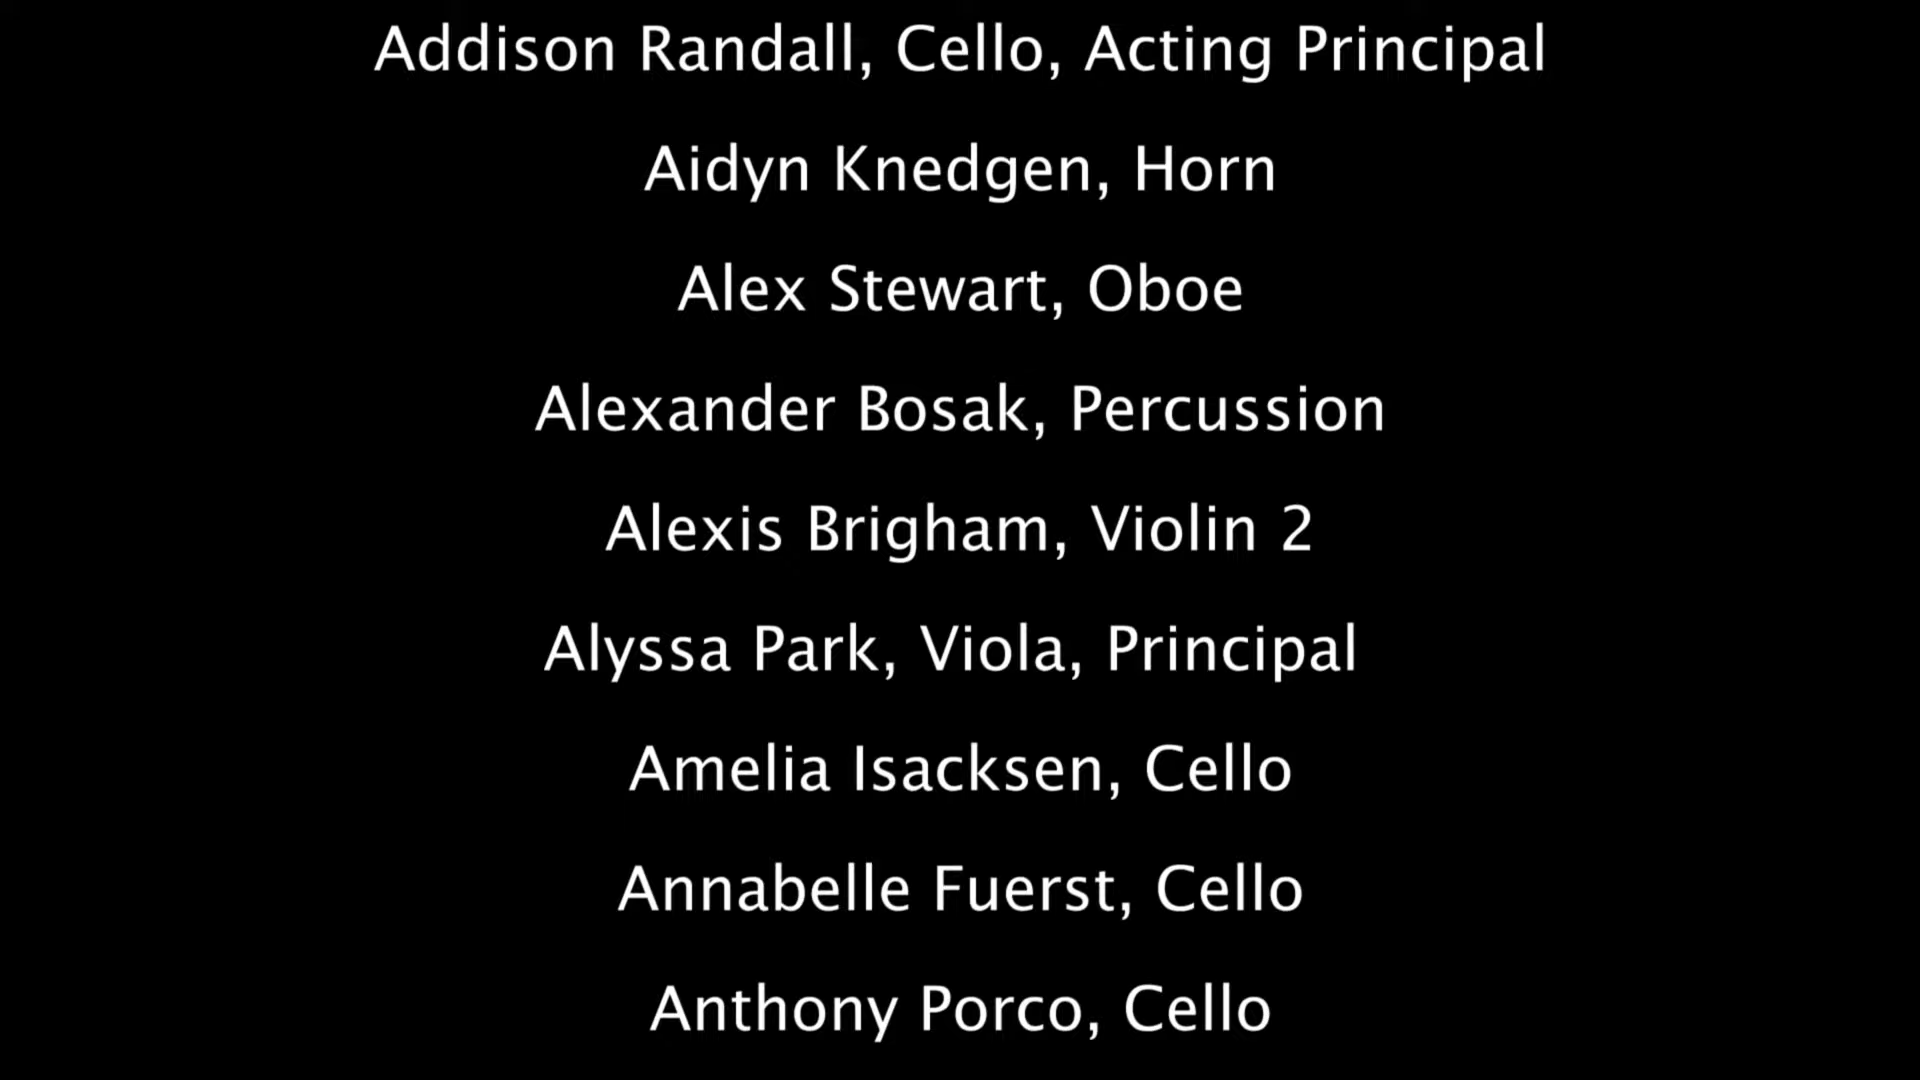 Addison Randall, Cello, Acting Principal
Aidyn Knedgen, Horn
Alex Stewart, Oboe
Alexander Bosak, Percussion
Alexis Brigham, Violin 2
Alyssa Park, Viola, Principal
Amelia Isacksen, Cello
Annabelle Fuerst, Cello
Anthony Porco, Cello